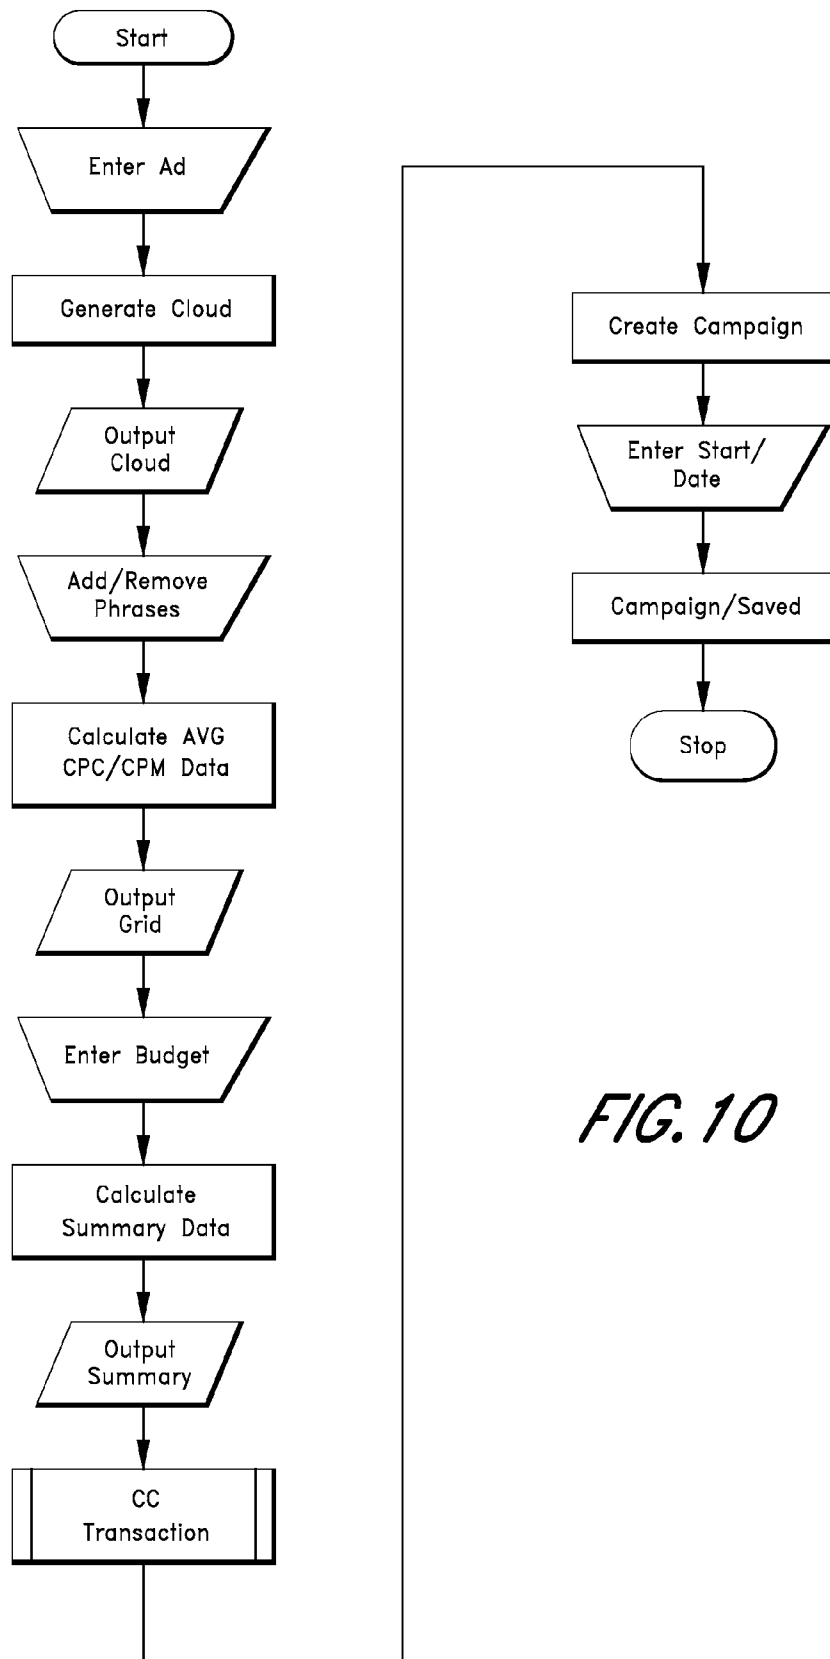 Start
Enter Ad
Generate Cloud
Output
Cloud
Add/Remove
Phrases
Calculate AVG
CPC/CPM Data
Output
Grid
Enter Budget
Calculate
Summary Data
Output
Summary
CC
Transaction
Create Campaign
Enter Start/
Date
Campaign/Saved
Stop
FIG. 10